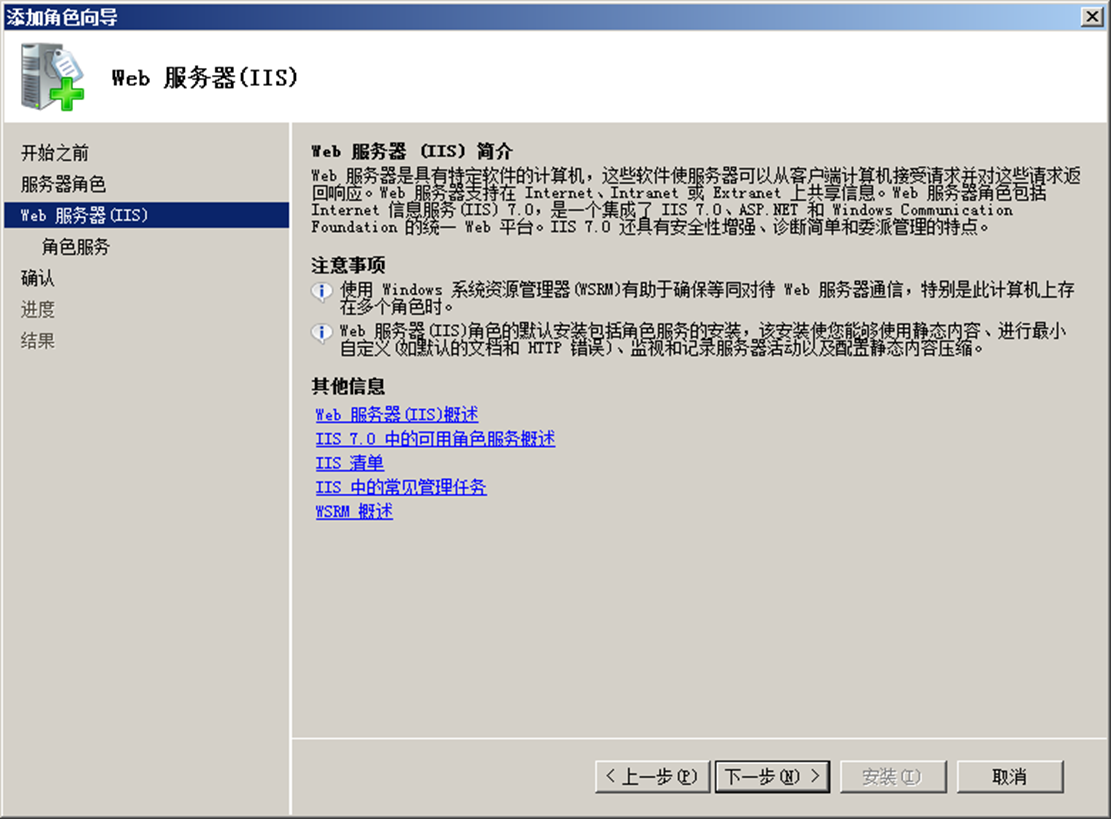 添加角色向导
Web 服务器(IIS)
开始之前
服务器角色
Web 服务器(IIS)
角色服务
确认
进度
结果
Web 服务器 (IIS) 简介
Web 服务器是具有特定软件的计算机，这些软件使服务器可以从客户端计算机接受请求并对这些请求返
回响应。Web 服务器支持在 Internet、Intranet 或 Extranet 上共享信息。Web 服务器角色包括
Internet 信息服务(IIS) 7.0，是一个集成了 IIS 7.0、ASP.NET 和 Windows Communication
Foundation 的统一 Web 平台。IIS 7.0 还具有安全性增强、诊断简单和委派管理的特点。
注意事项
使用 Windows 系统资源管理器(WSRM)有助于确保等同对待 Web 服务器通信，特别是此计算机上存
在多个角色时。
Web 服务器(IIS)角色的默认安装包括角色服务的安装，该安装使您能够使用静态内容、进行最小
自定义(如默认的文档和 HTTP 错误)、监视和记录服务器活动以及配置静态内容压缩。
其他信息
Web 服务器(IIS)概述
IIS 7.0 中的可用角色服务概述
IIS 清单
IIS 中的常见管理任务
WSRM 概述
< 上一步(P) 下一步(N) > 安装(I) 取消